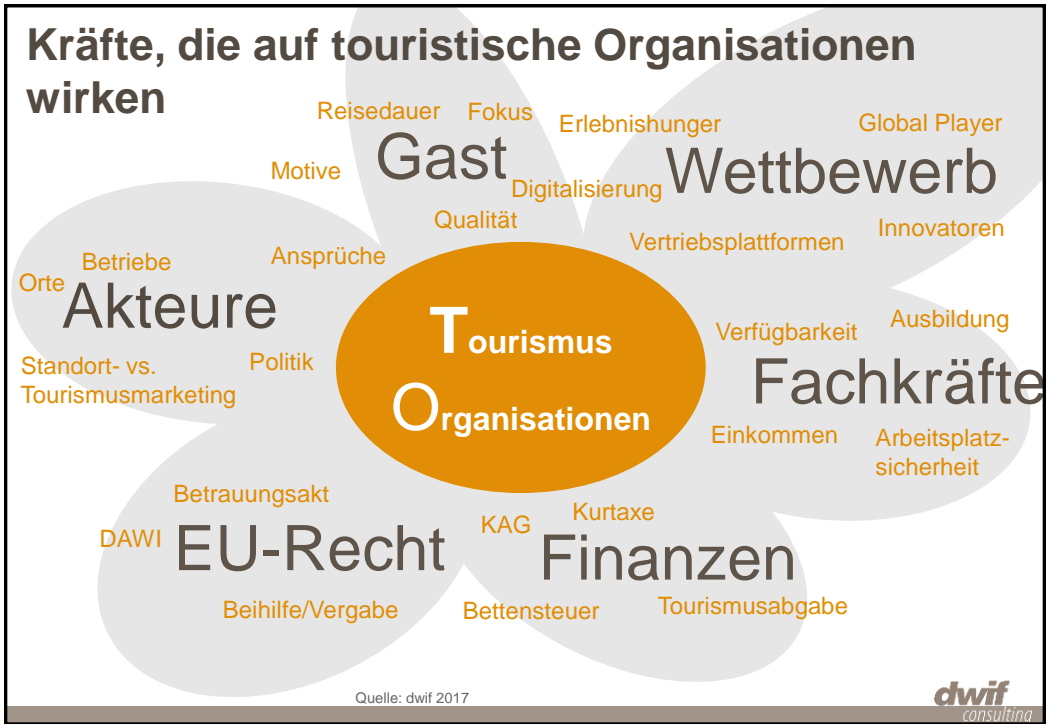 Kräfte, die auf touristische Organisationen
wirken
Reisedauer
Fokus
Erlebnishunger
Motive
Gast
Digitalisierung
Qualität
Ansprüche
Global Player
Wettbewerb
Vertriebsplattformen
Innovatoren
Betriebe
Orte
Akteure
Standort- vs.
Tourismusmarketing
Politik
Tourismus
Organisationen
Verfügbarkeit
Ausbildung
Fachkräfte
Einkommen
Arbeitsplatz-
sicherheit
Betrauungsakt
DAWI
EU-Recht
Beihilfe/Vergabe
KAG
Kurtaxe
Finanzen
Bettensteuer
Tourismusabgabe
Quelle: dwif 2017
dwif
consulting